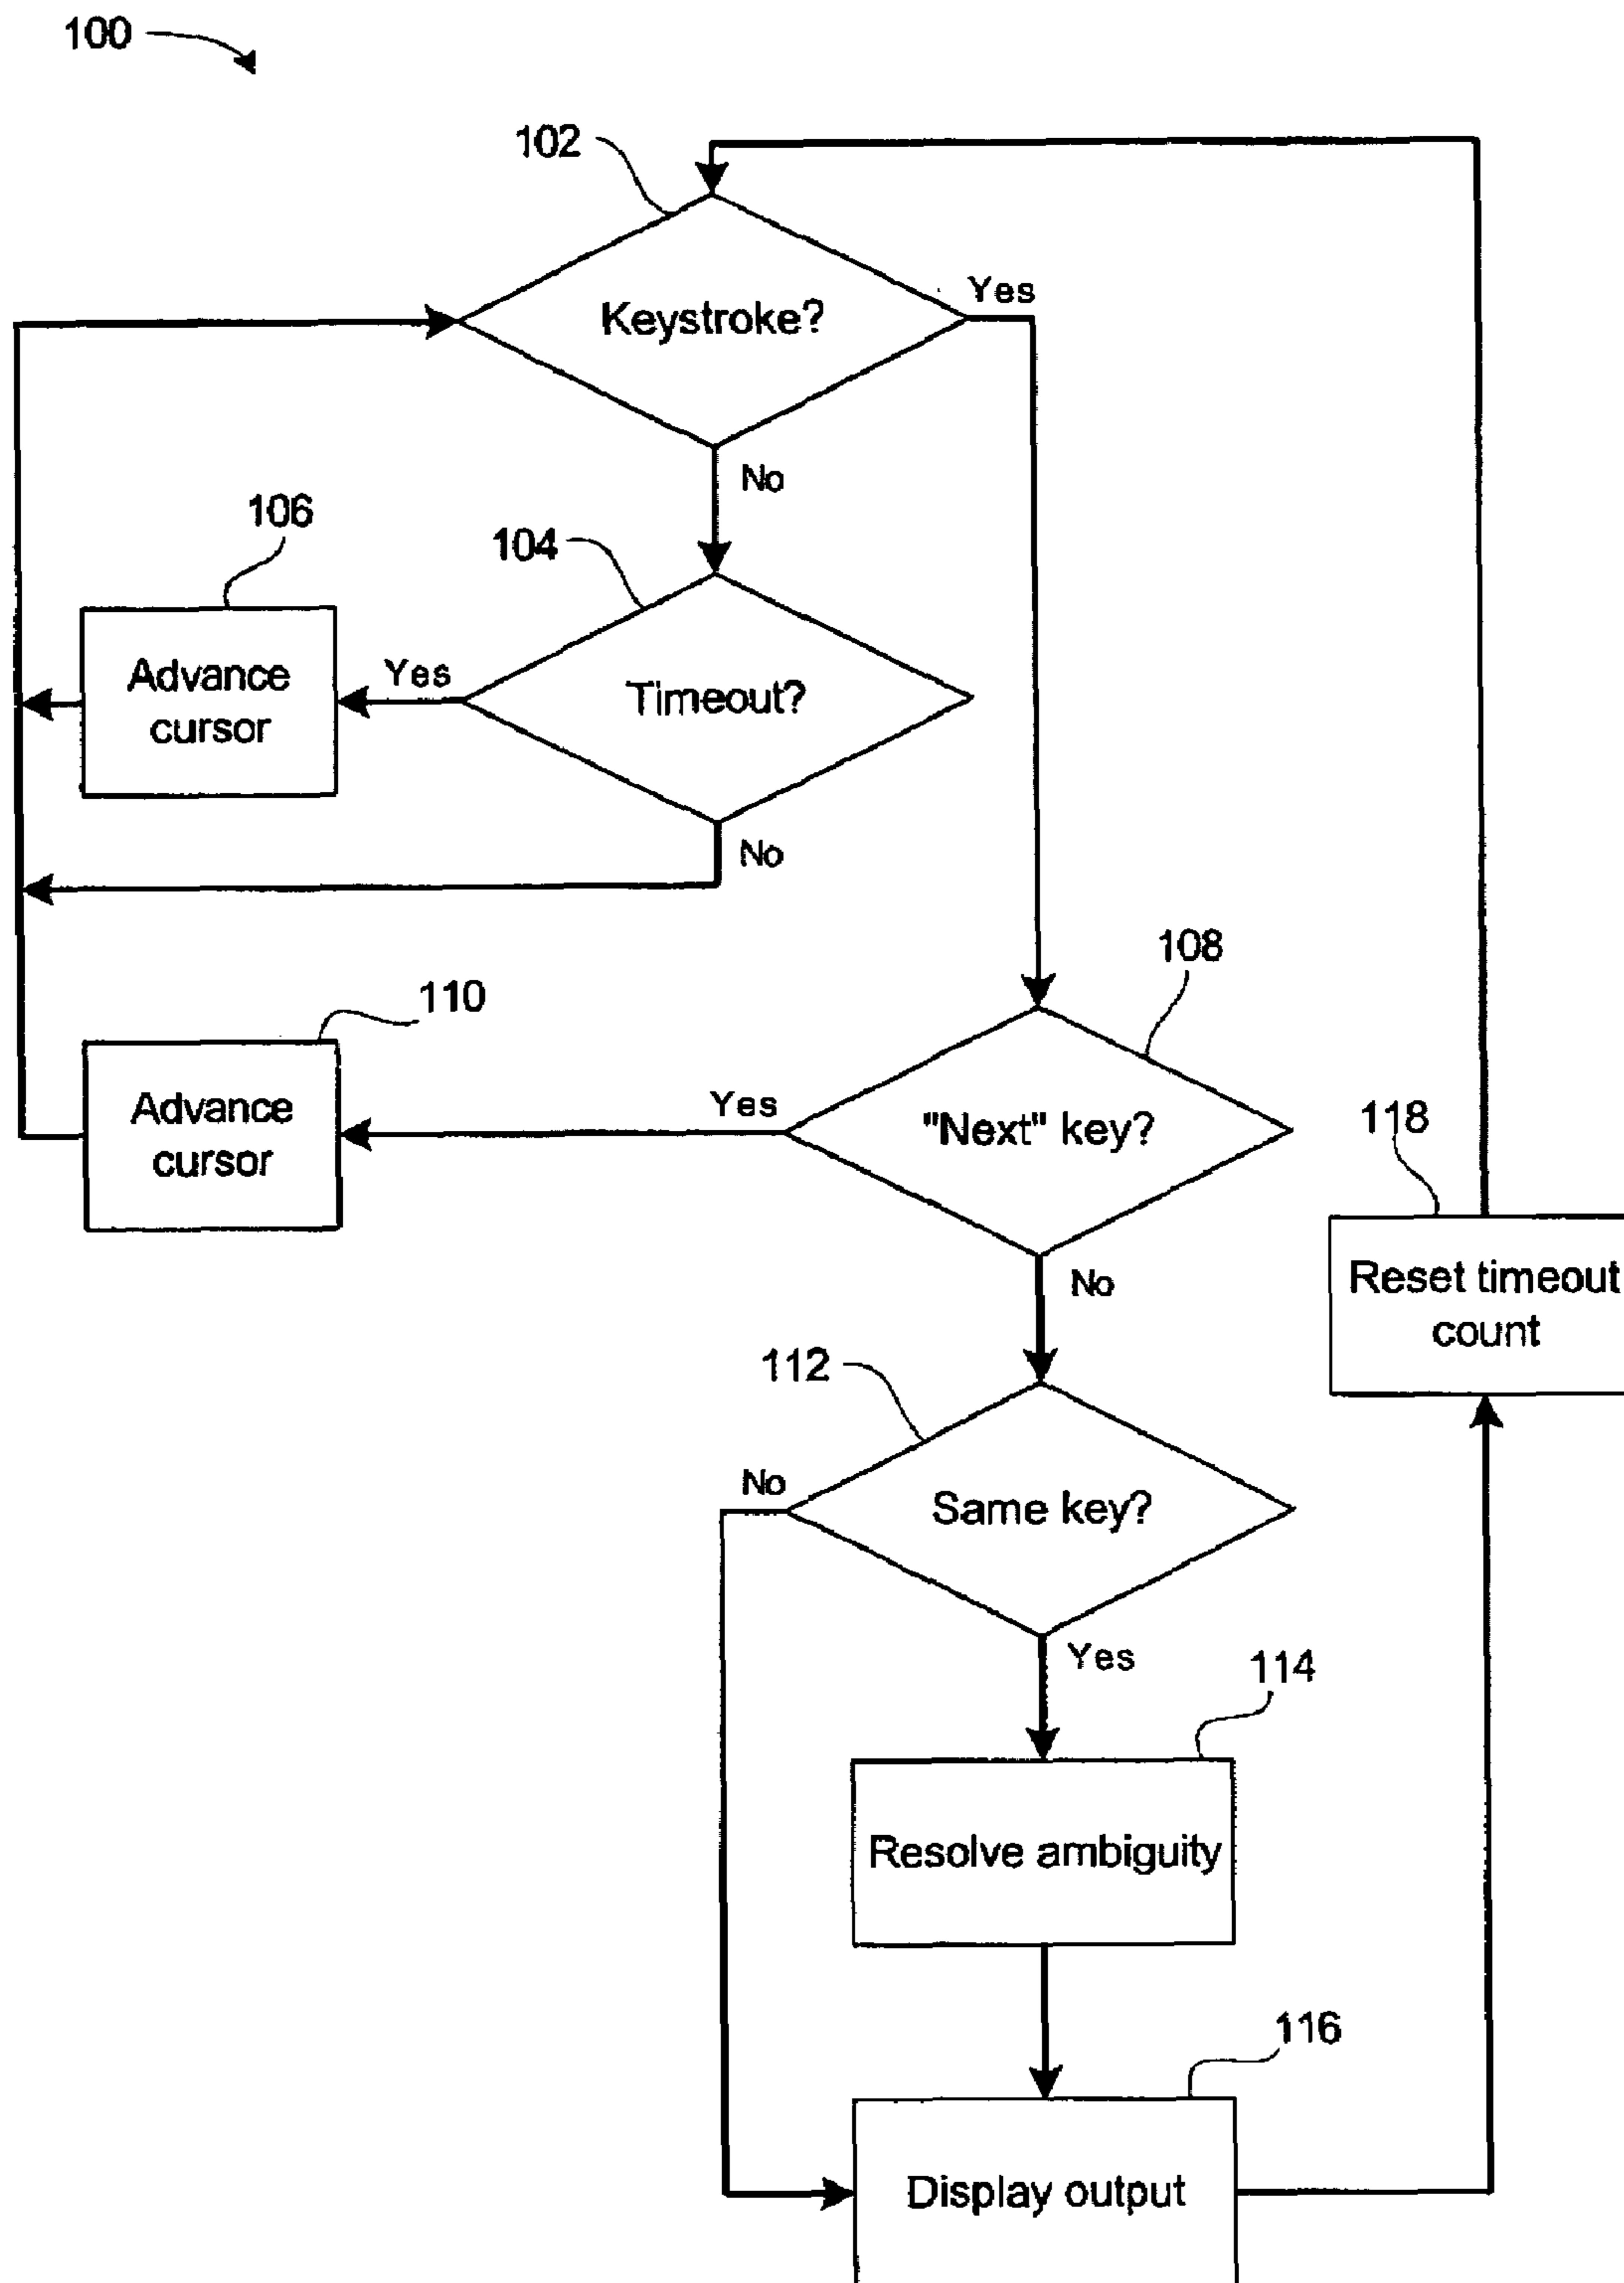 100
102
Keystroke?
Yes
No
106
104
Advance
cursor
Yes
Timeout?
No
108
110
Advance
cursor
Yes
"Next" key?
118
No
Reset timeout
count
112
No
Same key?
Yes
114
Resolve ambiguity
116
Display output